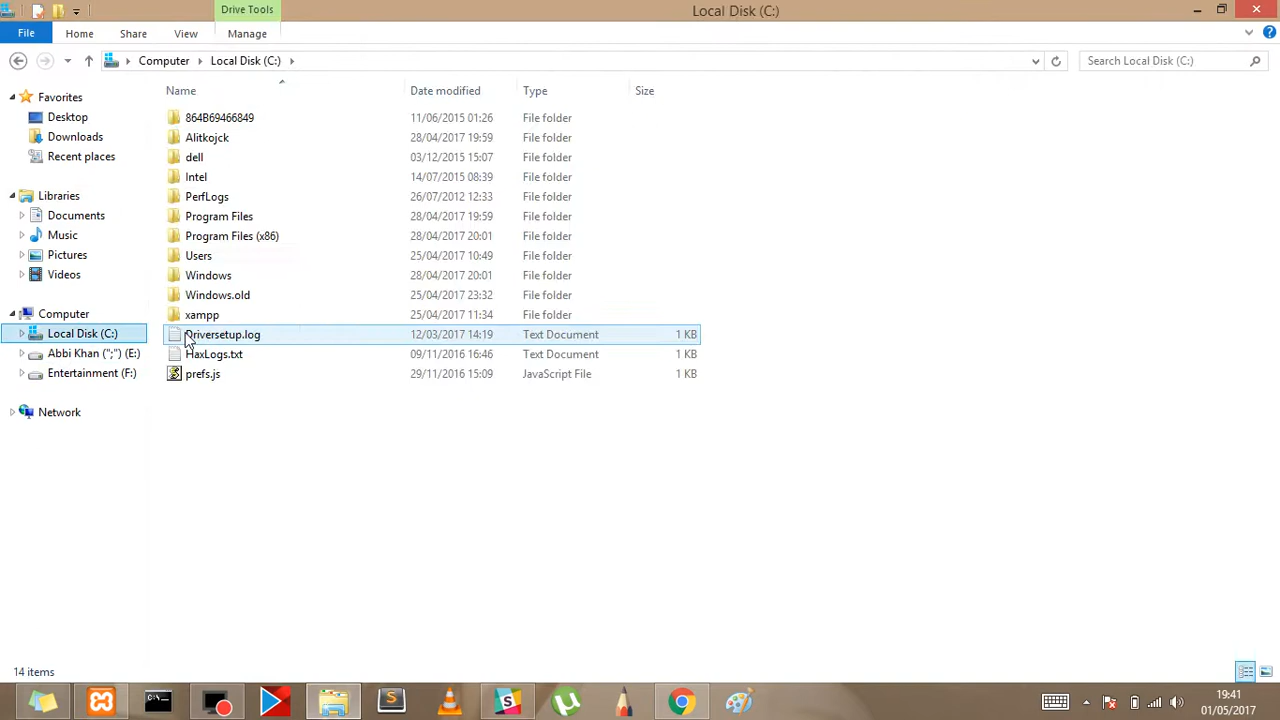 Drive Tools
Local Disk (C:)
File Home Share View Manage
Computer Local Disk (C:)
Search Local Disk (C:)
Name Date modified Type Size
Favorites
Desktop
Downloads
Recent places
Libraries
Documents
Music
Pictures
Videos
Computer
Local Disk (C:)
Abbi Khan (";") (E:)
Entertainment (F:)
Network
864B69466849 11/06/2015 01:26 File folder
Alitkojck 28/04/2017 19:59 File folder
dell 03/12/2015 15:07 File folder
Intel 14/07/2015 08:39 File folder
PerfLogs 26/07/2012 12:33 File folder
Program Files 28/04/2017 19:59 File folder
Program Files (x86) 28/04/2017 20:01 File folder
Users 25/04/2017 10:49 File folder
Windows 28/04/2017 20:01 File folder
Windows.old 25/04/2017 23:32 File folder
xampp 25/04/2017 11:34 File folder
Driversetup.log 12/03/2017 14:19 Text Document 1 KB
HaxLogs.txt 09/11/2016 16:46 Text Document 1 KB
prefs.js 29/11/2016 15:09 JavaScript File 1 KB
14 items
19:41
01/05/2017